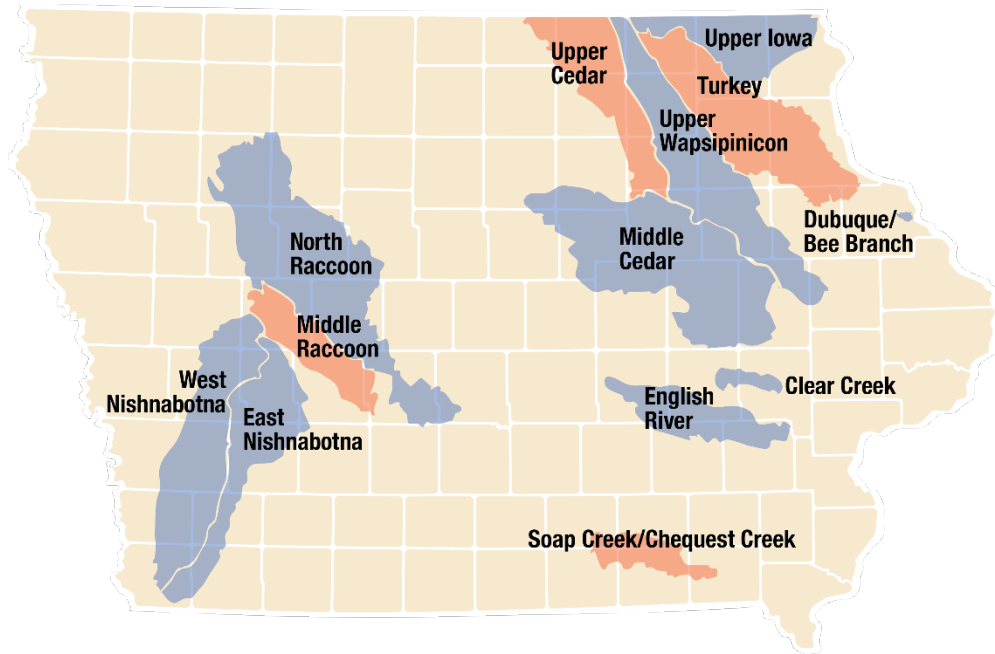 Upper
Cedar
Upper Iowa
Turkey
Upper
Wapsipinicon
Dubuque/
Bee Branch
North
Raccoon
Middle
Cedar
Middle
Raccoon
West
Nishnabotna
East
Nishnabotna
Clear Creek
English
River
Soap Creek/Chequest Creek